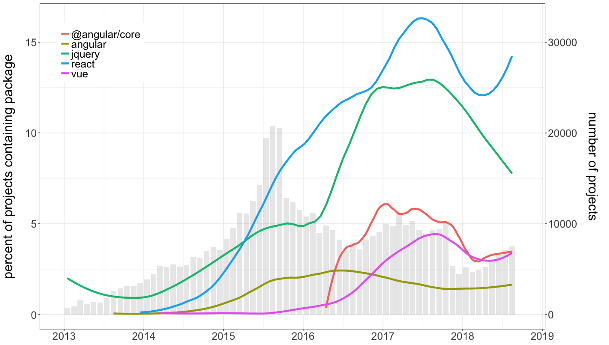 percent of projects containing package
15
10
5
0
@angular/core
angular
jquery
react
vue
30000
20000
10000
0
number of projects
2013
2014
2015
2016
2017
2018
2019